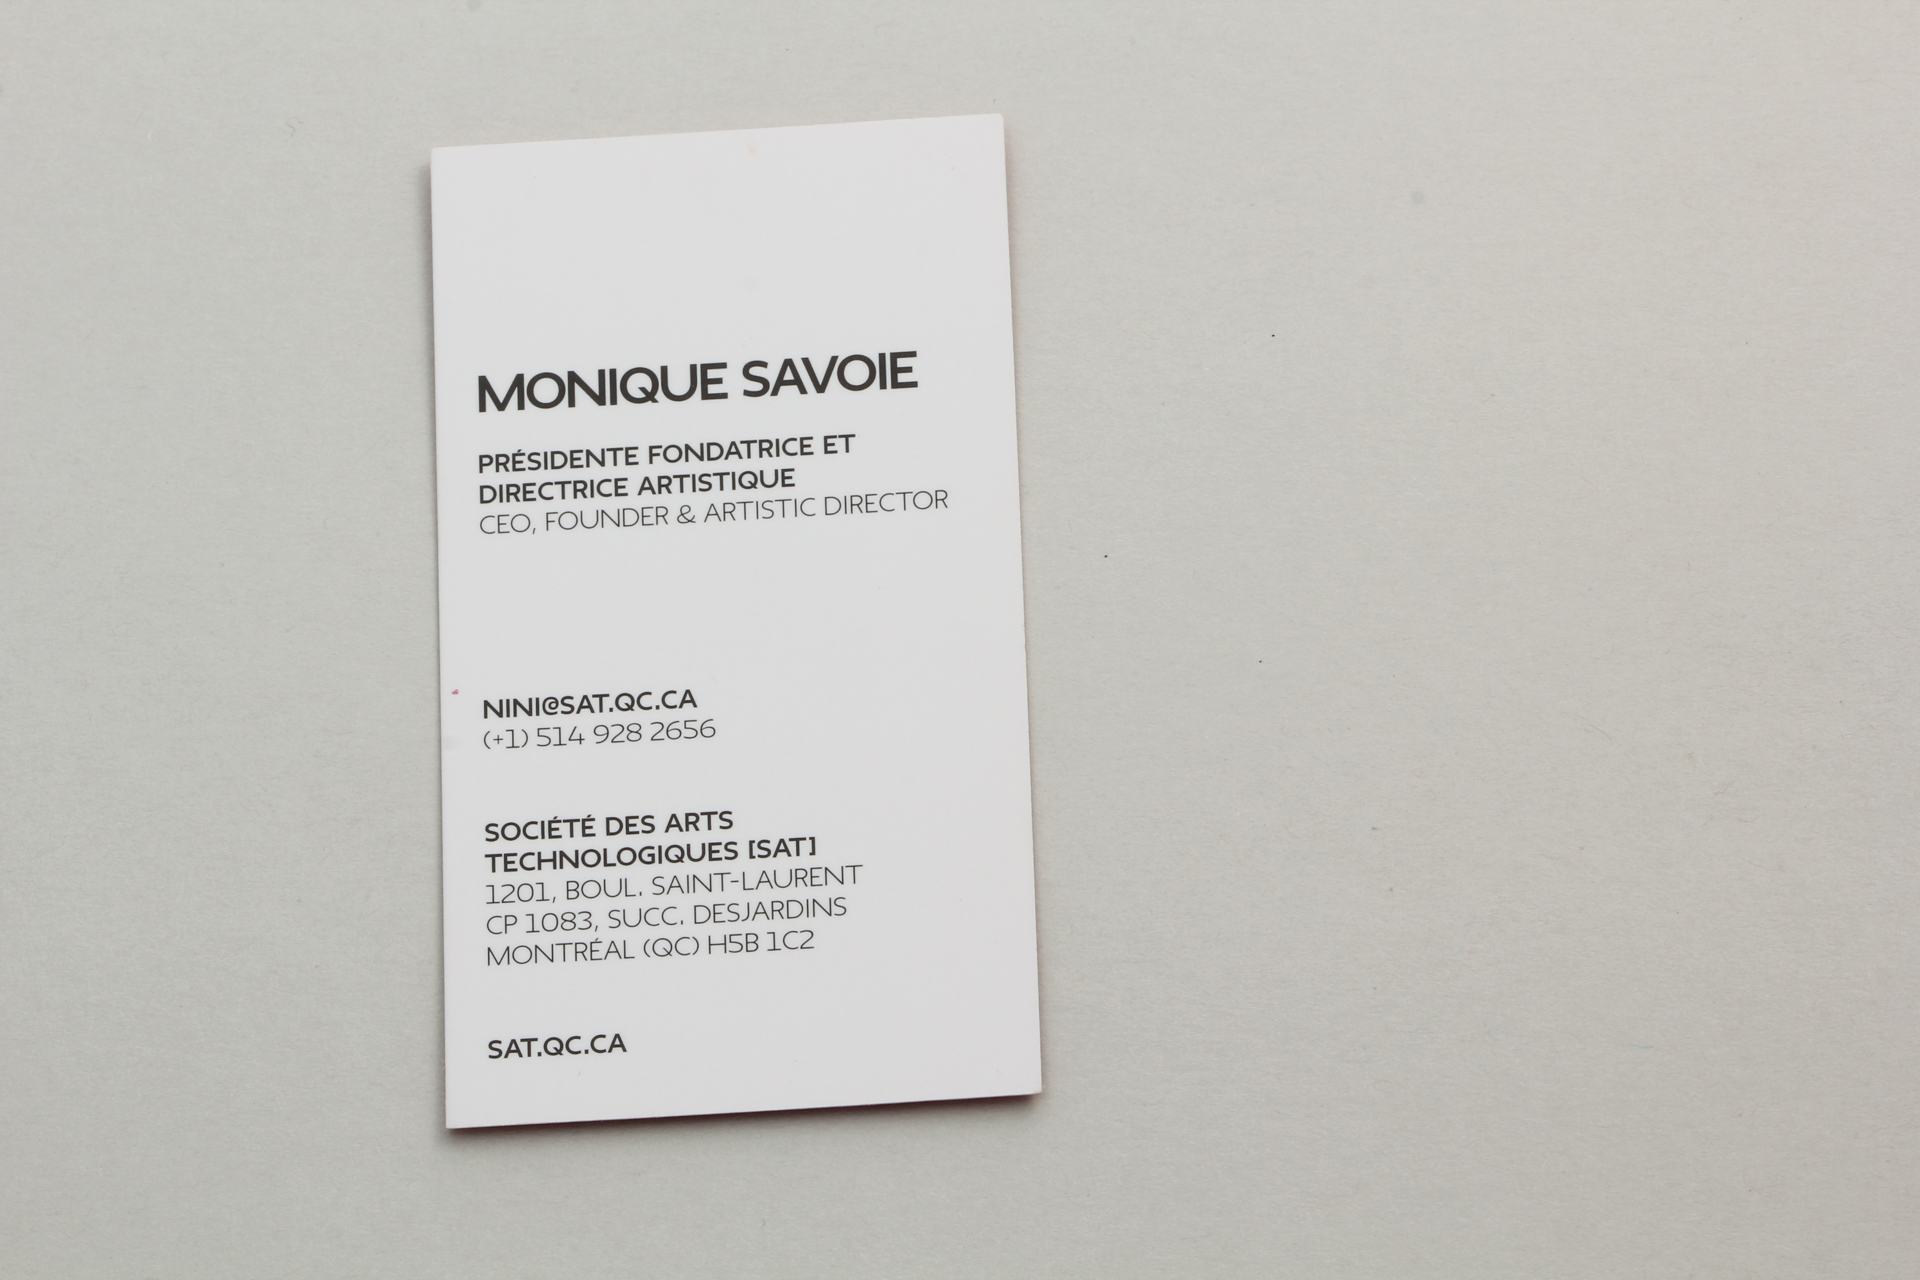 MONIQUE SAVOIE
PRÉSIDENTE FONDATRICE ET
DIRECTRICE ARTISTIQUE
CEO, FOUNDER & ARTISTIC DIRECTOR
NINI@SAT.QC.CA
(+1) 514 928 2656
SOCIÉTÉ DES ARTS
TECHNOLOGIQUES [SAT]
1201, BOUL. SAINT-LAURENT
CP 1083, SUCC. DESJARDINS
MONTRÉAL (QC) H5B 1C2
SAT.QC.CA